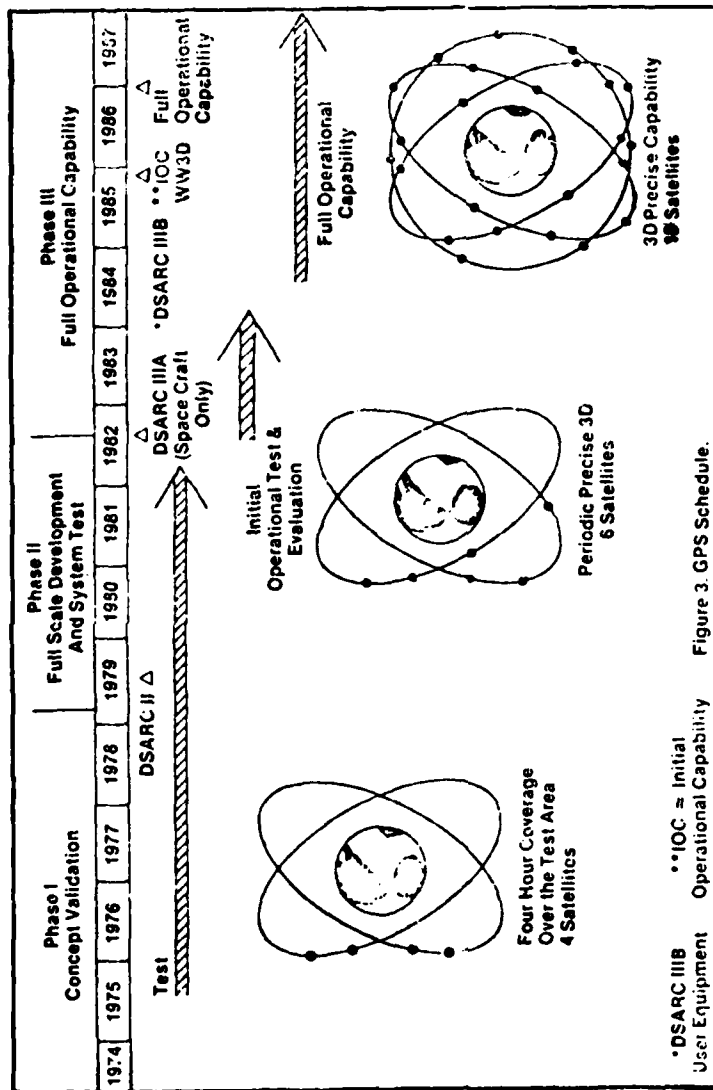 Phase I
Concept Validation
Phase II
Full Scale Development
And System Test
Phase III
Full Operational Capability
1974 1975 1976 1977 1978 1979 1980 1981 1982 1983 1984 1985 1986 1987
Test
DSARC II
DSARC IIIA
(Space Craft
Only)
*DSARC IIIB
**IOC
WW3D
Full
Operational
Capability
Initial
Operational Test &
Evaluation
Full Operational
Capability
Four Hour Coverage
Over the Test Area
4 Satellites
Periodic Precise 3D
6 Satellites
3D Precise Capability
Satellites
*DSARC IIIB
User Equipment
**IOC = Initial
Operational Capability
Figure 3. GPS Schedule.